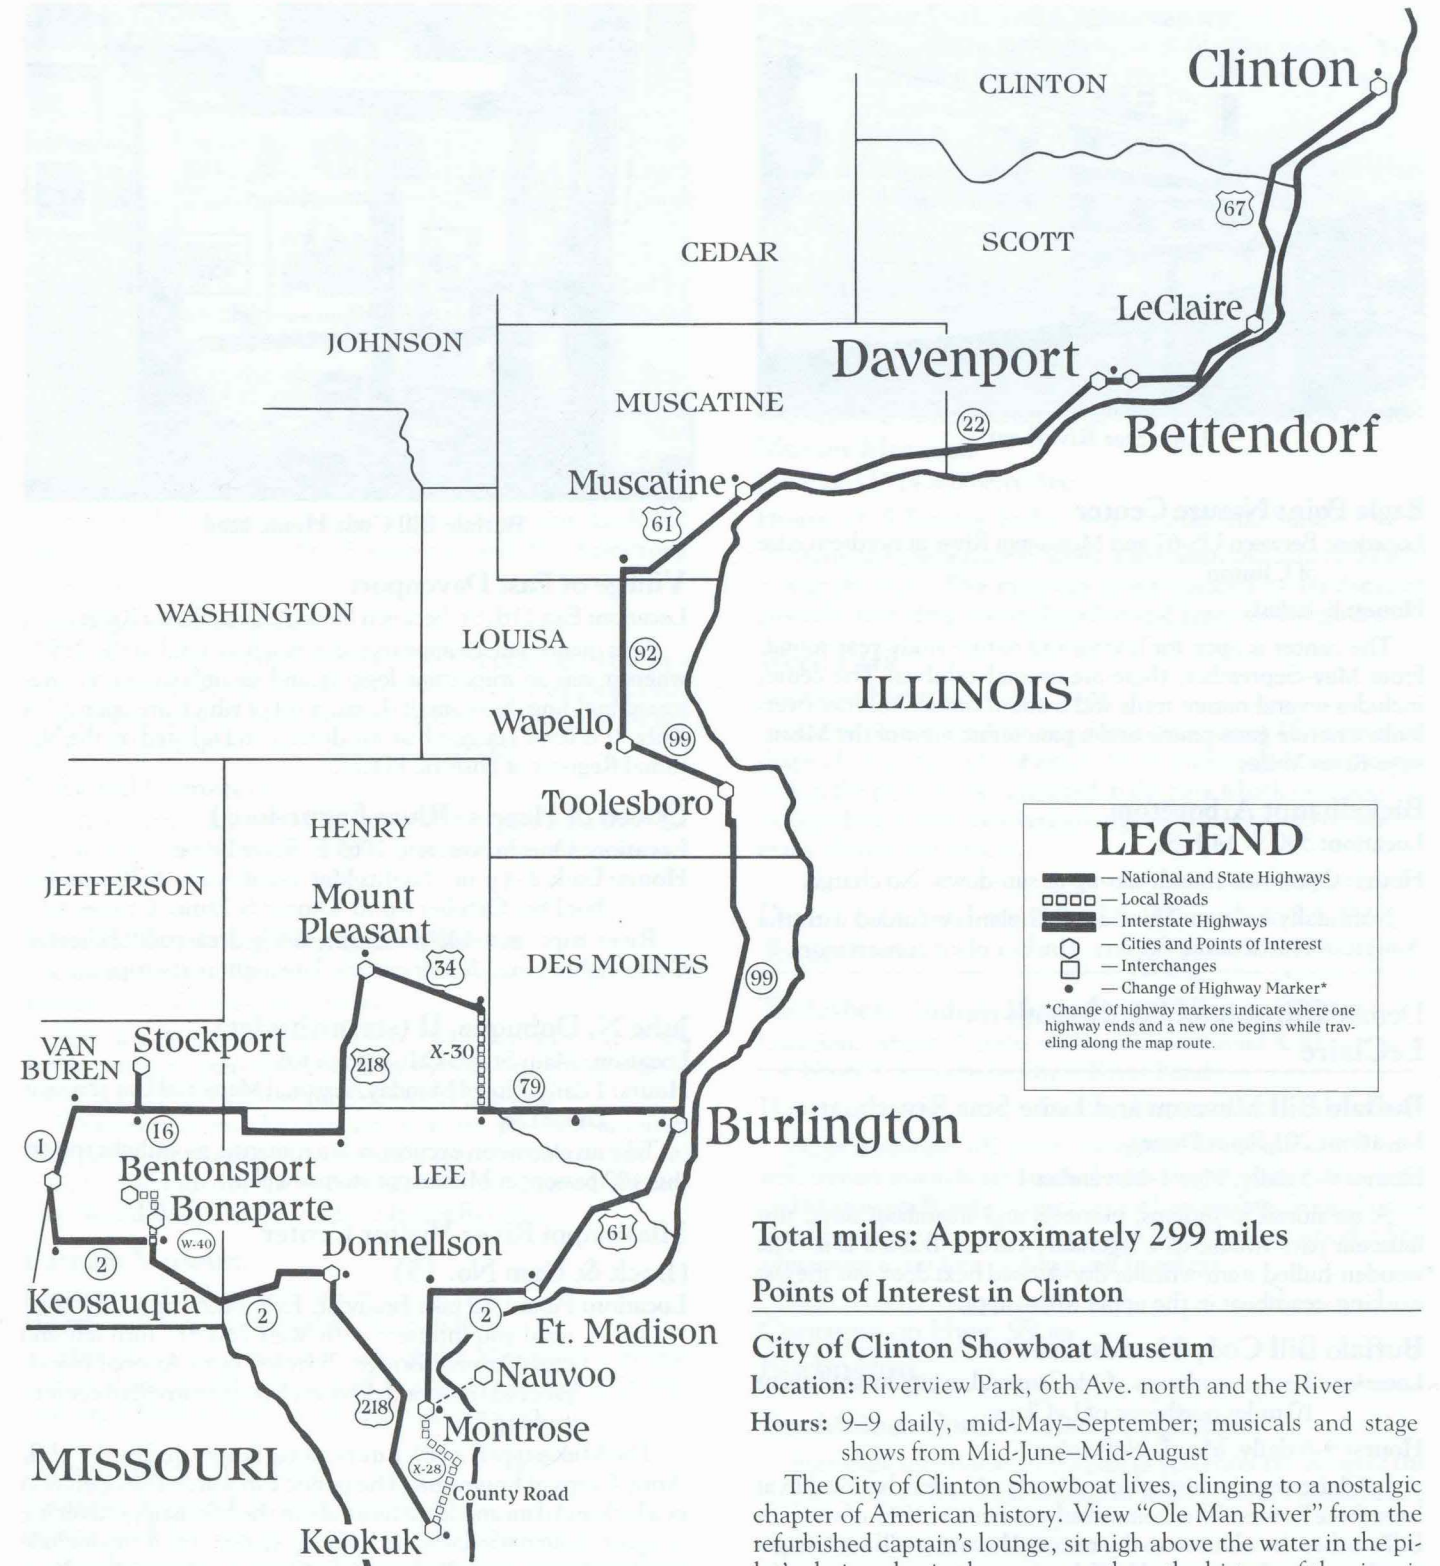 Clinton
CLINTON
67
SCOTT
CEDAR
LeClaire
JOHNSON
Davenport
MUSCATINE
22
Bettendorf
Muscatine
61
WASHINGTON
LOUISA
92
ILLINOIS
Wapello
99
Toolesboro
HENRY
JEFFERSON
Mount
Pleasant
34
DES MOINES
99
LEGEND
— National and State Highways
— Local Roads
— Interstate Highways
— Cities and Points of Interest
— Interchanges
— Change of Highway Marker*
*Change of highway markers indicate where one
highway ends and a new one begins while trav-
eling along the map route.
Stockport
VAN
BUREN
218
X-30
79
Burlington
1
16
Bentonsport
LEE
Bonaparte
W-40
61
2
Donnellson
Keosauqua
2
2
Ft. Madison
Nauvoo
218
Montrose
MISSOURI
X-28
County Road
Keokuk
Total miles: Approximately 299 miles
Points of Interest in Clinton
City of Clinton Showboat Museum
Location: Riverview Park, 6th Ave. north and the River
Hours: 9–9 daily, mid-May–September; musicals and stage
shows from Mid-June–Mid-August
The City of Clinton Showboat lives, clinging to a nostalgic
chapter of American history. View “Ole Man River” from the
refurbished captain's lounge, sit high above the water in the pi-